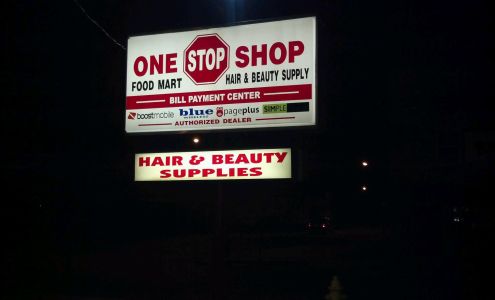 ONE STOP SHOP
FOOD MART HAIR & BEAUTY SUPPLY
BILL PAYMENT CENTER
boostmobile blue WIRELESS pageplus SIMPLE
AUTHORIZED DEALER
HAIR & BEAUTY
SUPPLIES